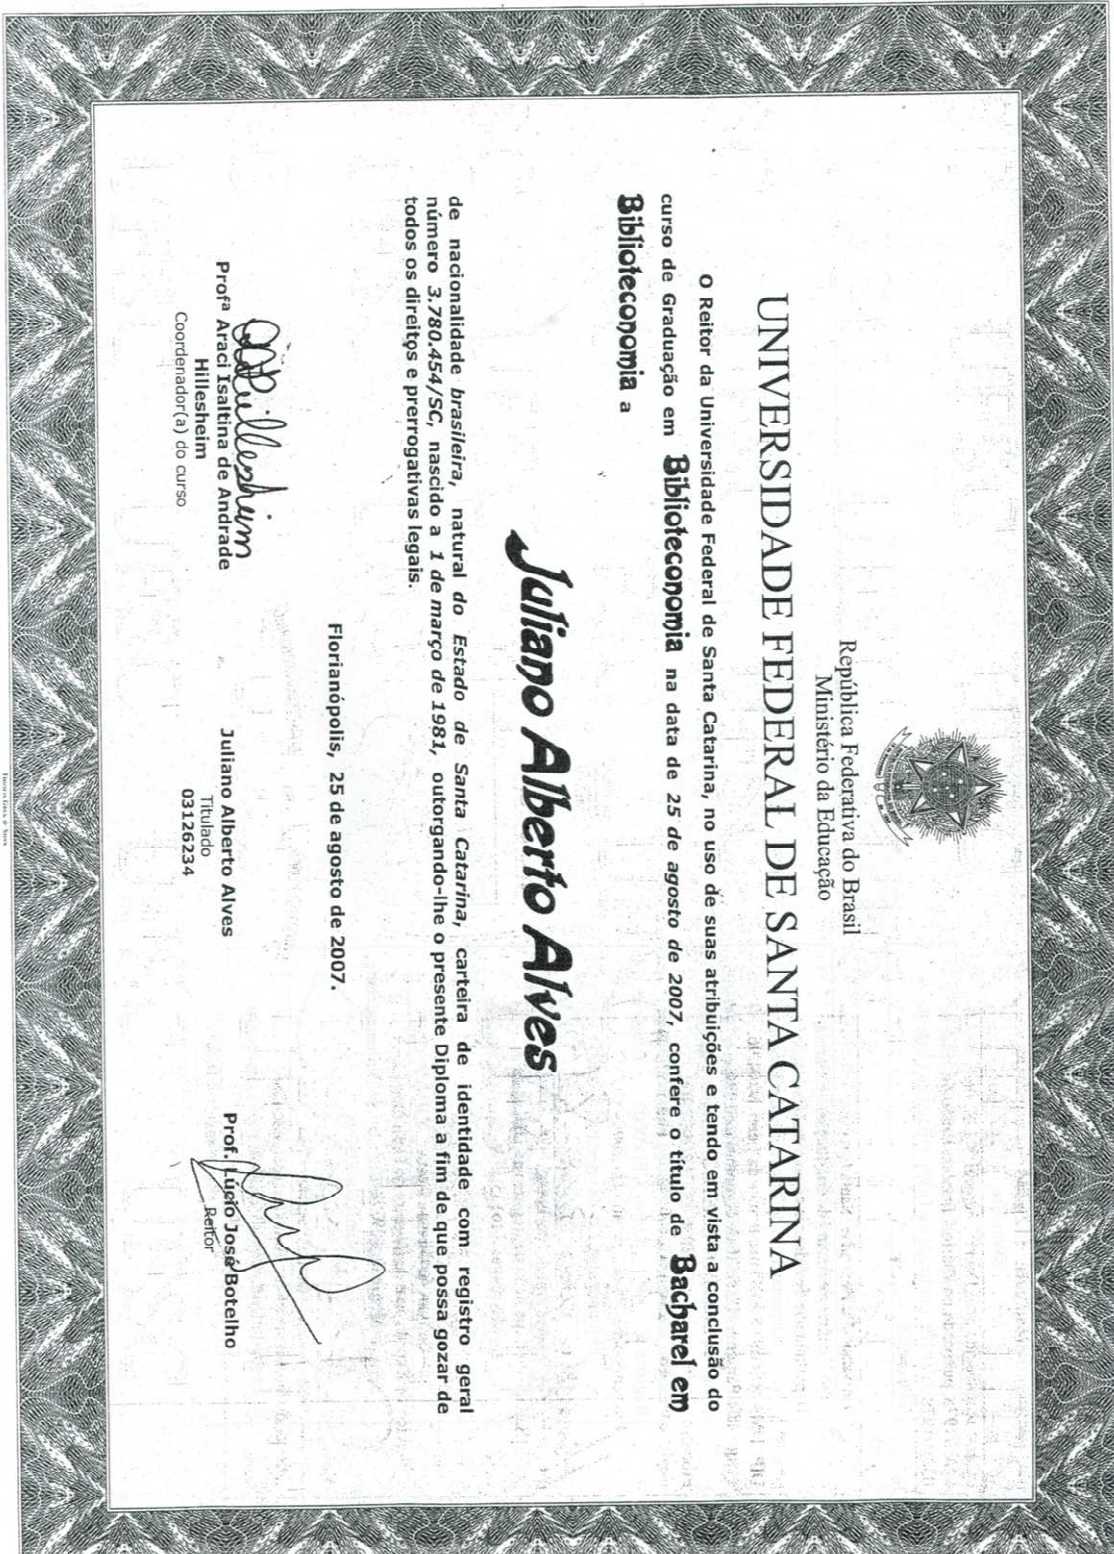 República Federativa do Brasil
Ministério da Educação
UNIVERSIDADE FEDERAL DE SANTA CATARINA
O Reitor da Universidade Federal de Santa Catarina, no uso de suas atribuições e tendo em vista a conclusão do
curso de Graduação em Biblioteconomia na data de 25 de agosto de 2007, confere o título de Bacharel em
Biblioteconomia a
Juliano Alberto Alves
de nacionalidade brasileira, natural do Estado de Santa Catarina, carteira de identidade com registro geral
número 3.780.454/SC, nascido a 1 de março de 1981, outorgando-lhe o presente Diploma a fim de que possa gozar de
todos os direitos e prerrogativas legais.
Florianópolis, 25 de agosto de 2007.
Profª Araci Isaltina de Andrade
Hillesheim
Coordenador(a) do curso
Juliano Alberto Alves
Titulado
03126234
Prof. Lúcio José Botelho
Reitor